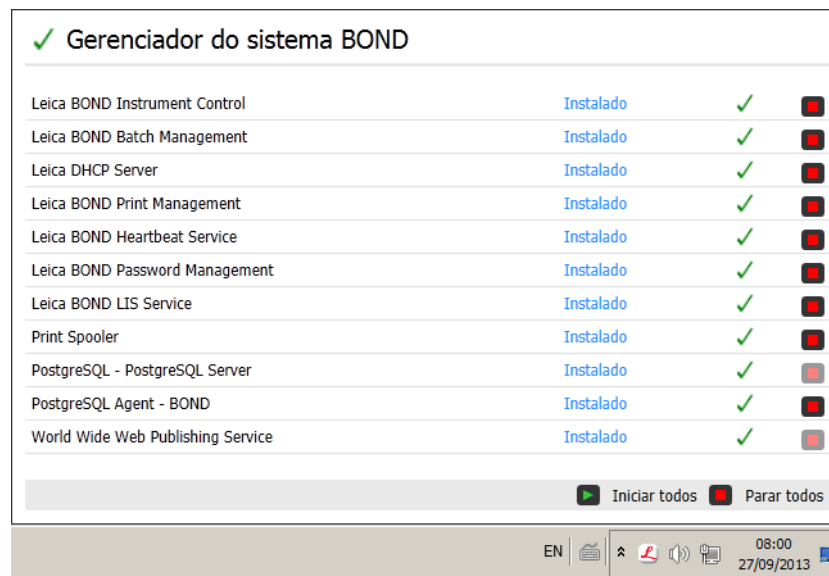 Gerenciador do sistema BOND
Leica BOND Instrument Control Instalado
Leica BOND Batch Management Instalado
Leica DHCP Server Instalado
Leica BOND Print Management Instalado
Leica BOND Heartbeat Service Instalado
Leica BOND Password Management Instalado
Leica BOND LIS Service Instalado
Print Spooler Instalado
PostgreSQL - PostgreSQL Server Instalado
PostgreSQL Agent - BOND Instalado
World Wide Web Publishing Service Instalado
Iniciar todos Parar todos
EN L 08:00
27/09/2013